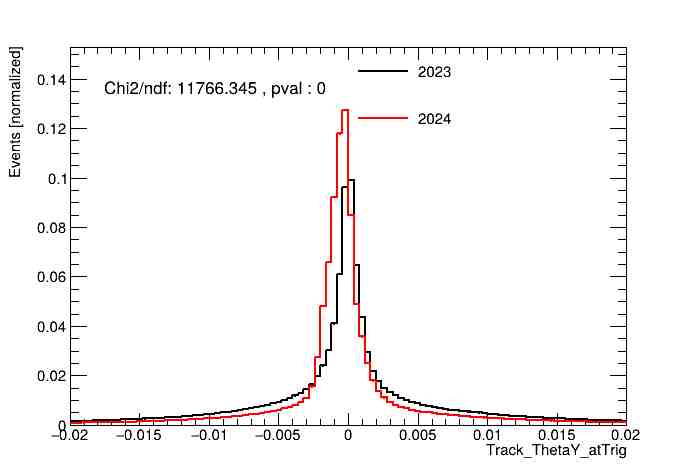 Events [normalized]
Chi2/ndf: 11766.345 , pval : 0
2023
2024
0.14
0.12
0.1
0.08
0.06
0.04
0.02
0
−0.02 −0.015 −0.01 −0.005 0 0.005 0.01 0.015 0.02
Track_ThetaY_atTrig